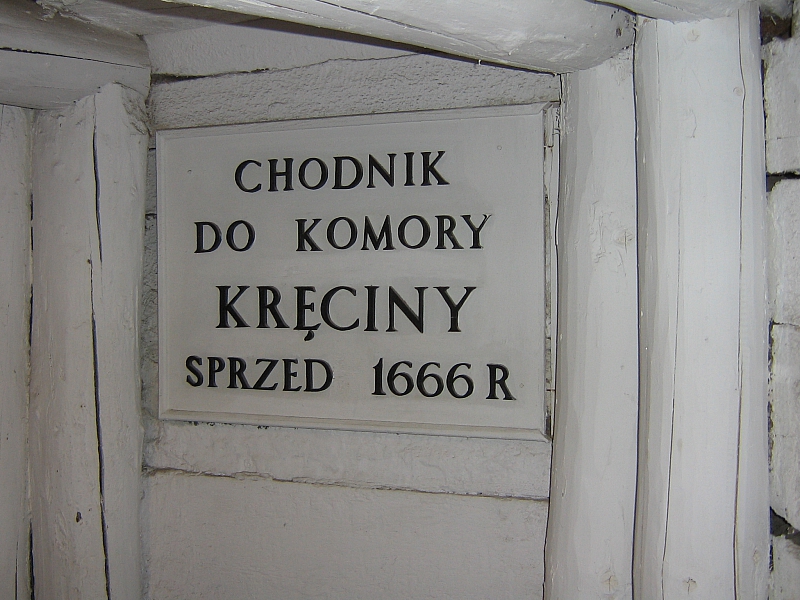 CHODNIK
DO KOMORY
KRĘCINY
SPRZED 1666 R